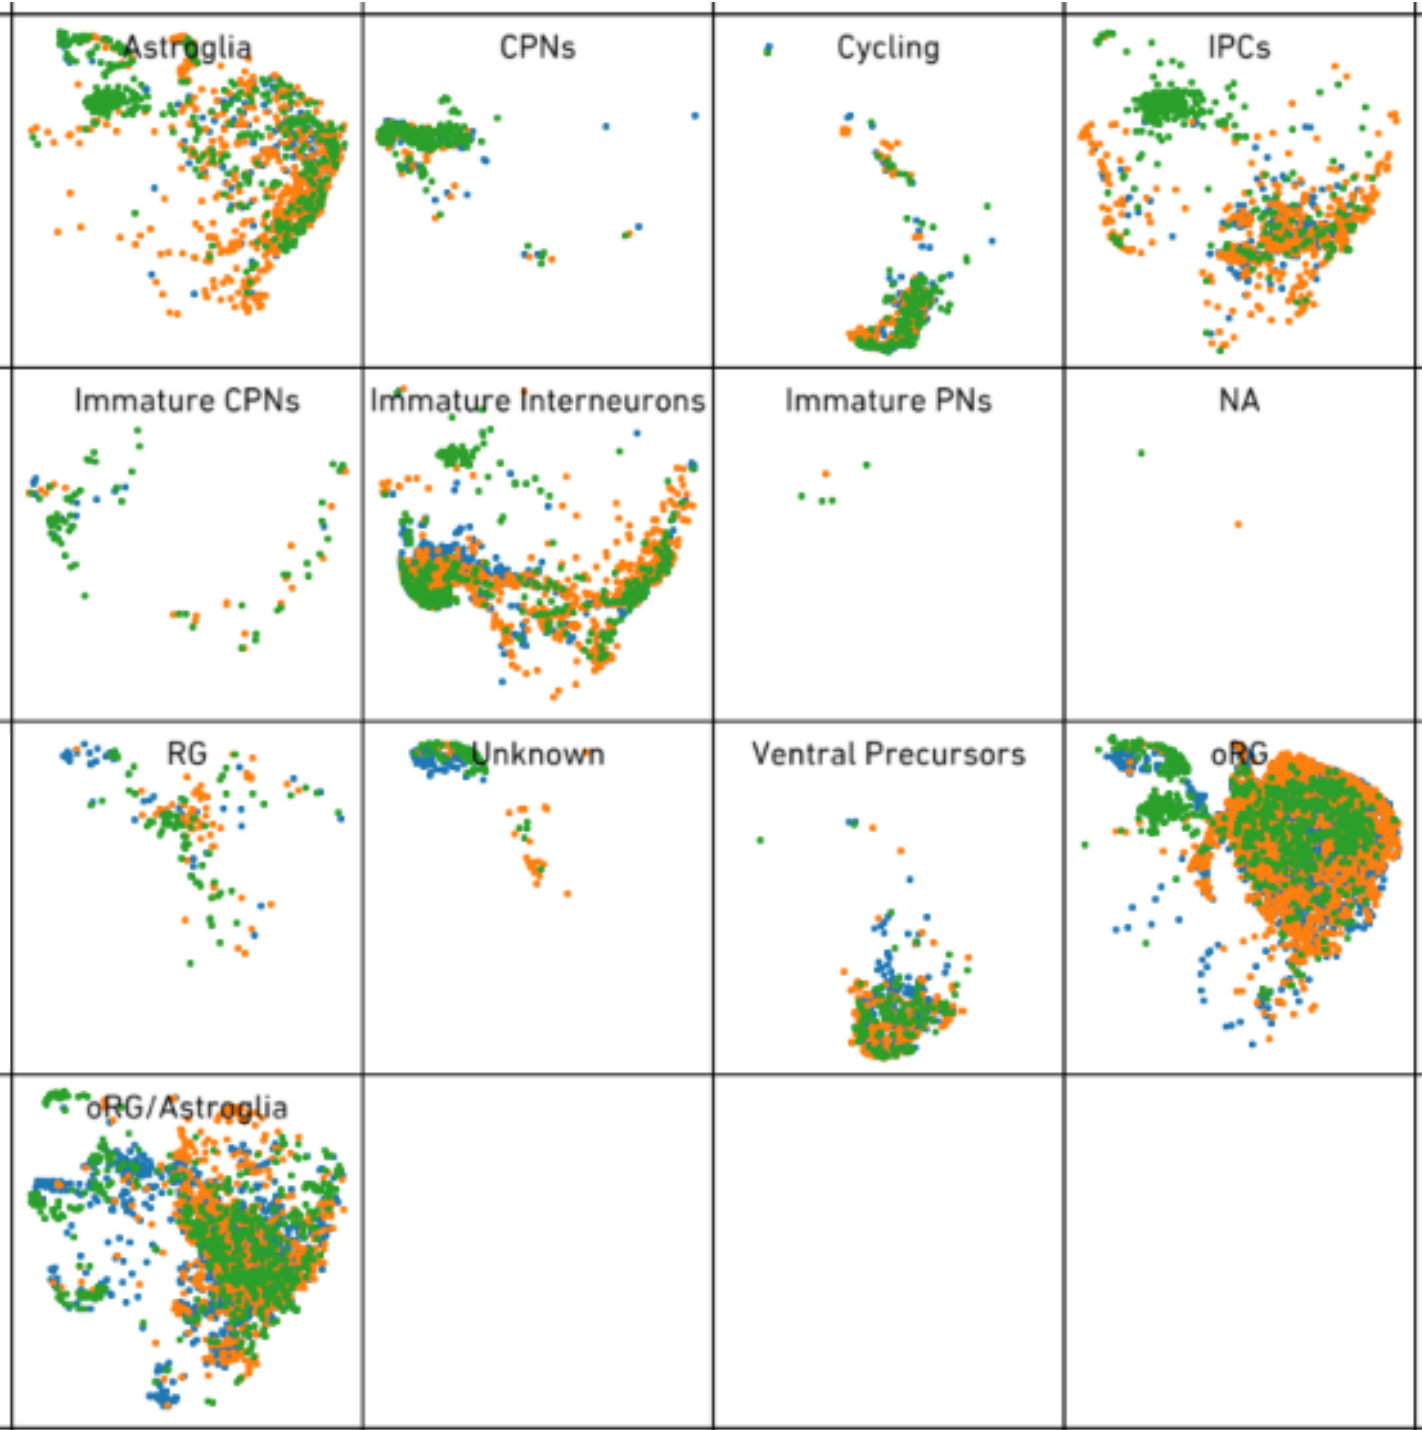 Astroglia
CPNs
Cycling
IPCs
Immature CPNs
Immature Interneurons
Immature PNs
NA
RG
Unknown
Ventral Precursors
oRG
oRG/Astroglia